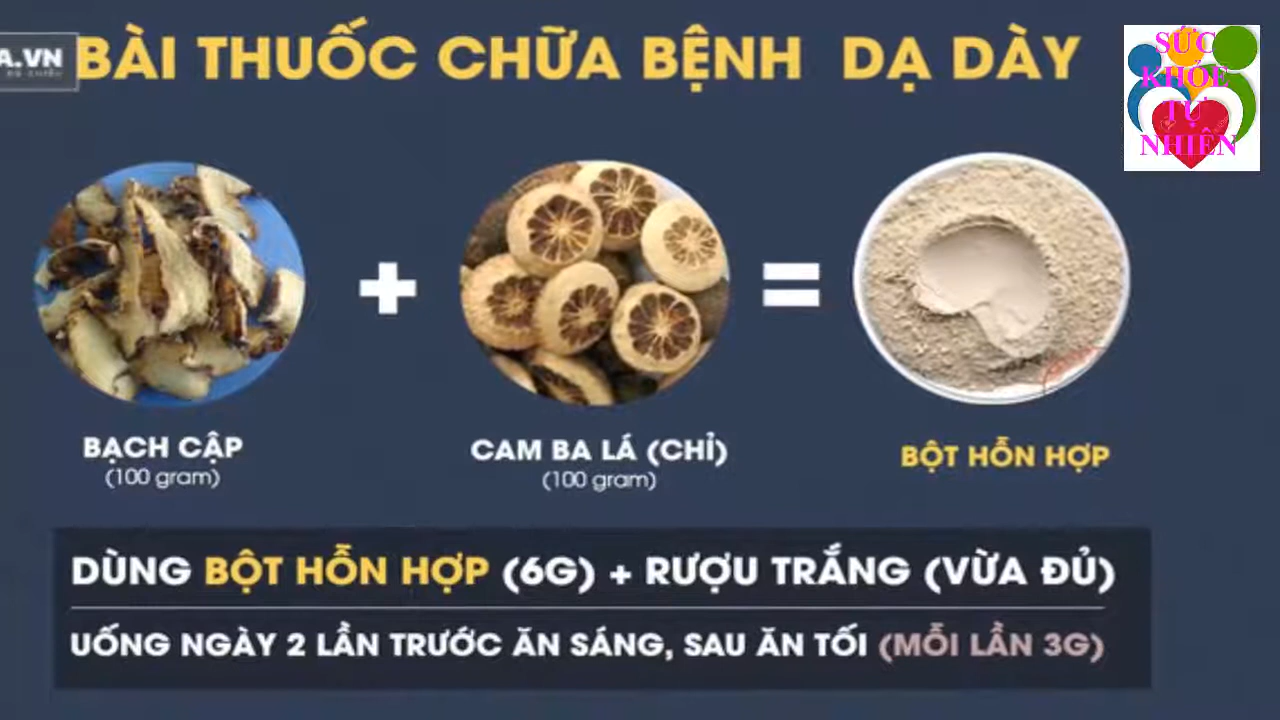 A.VN
BÀI THUỐC CHỮA BỆNH DẠ DÀY
SỨC
KHỎE
TỰ
NHIÊN
BẠCH CẬP
(100 gram)
CAM BA LÁ (CHỈ)
(100 gram)
BỘT HỖN HỢP
DÙNG BỘT HỖN HỢP (6G) + RƯỢU TRẮNG (VỪA ĐỦ)
UỐNG NGÀY 2 LẦN TRƯỚC ĂN SÁNG, SAU ĂN TỐI (MỖI LẦN 3G)